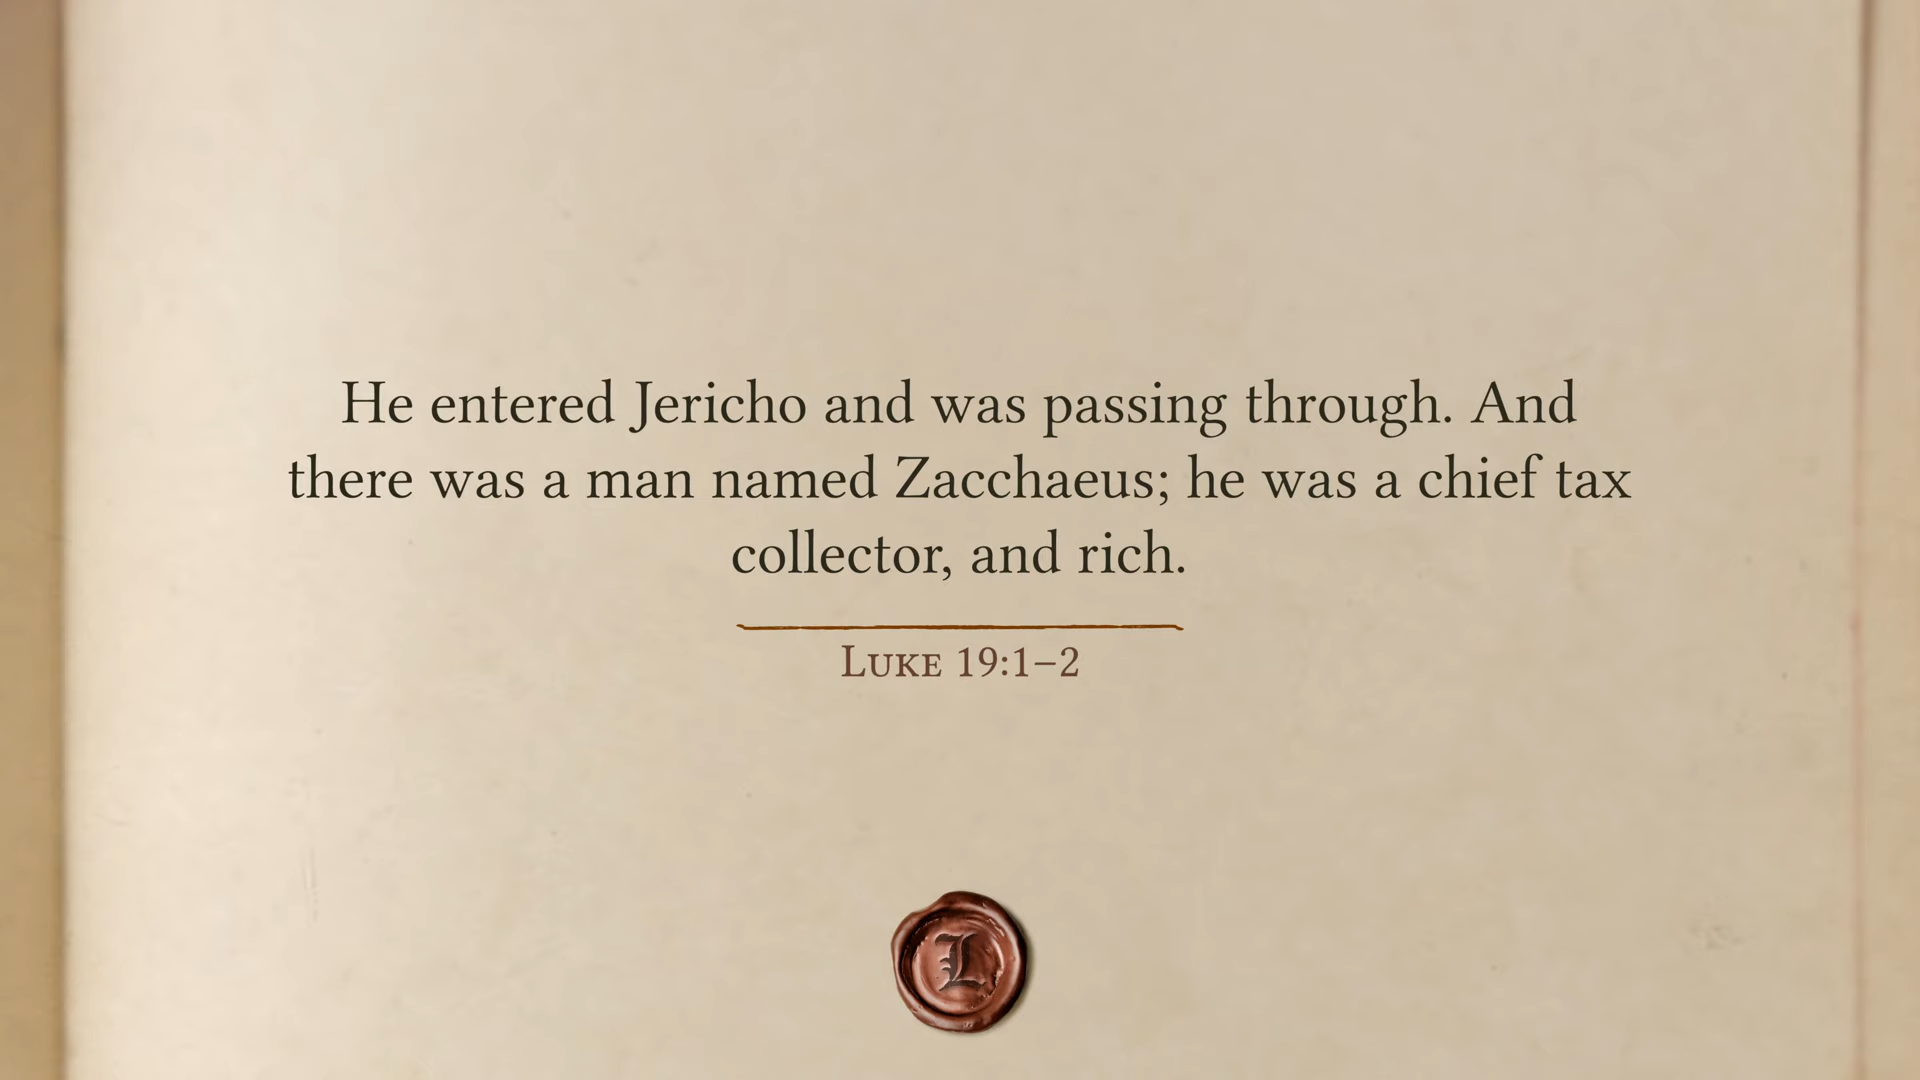 He entered Jericho and was passing through. And
there was a man named Zacchaeus; he was a chief tax
collector, and rich.
Luke 19:1–2
L